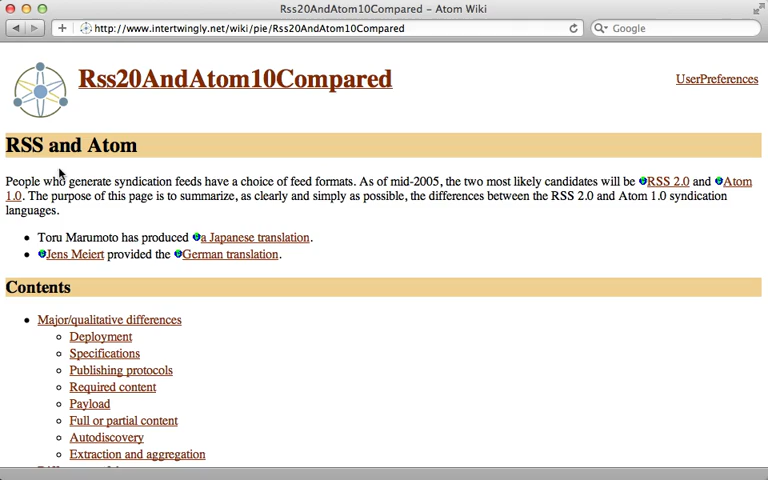 Rss20AndAtom10Compared – Atom Wiki
http://www.intertwingly.net/wiki/pie/Rss20AndAtom10Compared
Google
Rss20AndAtom10Compared
UserPreferences
RSS and Atom
People who generate syndication feeds have a choice of feed formats. As of mid-2005, the two most likely candidates will be RSS 2.0 and Atom
1.0. The purpose of this page is to summarize, as clearly and simply as possible, the differences between the RSS 2.0 and Atom 1.0 syndication
languages.
Toru Marumoto has produced a Japanese translation.
Jens Meiert provided the German translation.
Contents
Major/qualitative differences
Deployment
Specifications
Publishing protocols
Required content
Payload
Full or partial content
Autodiscovery
Extraction and aggregation